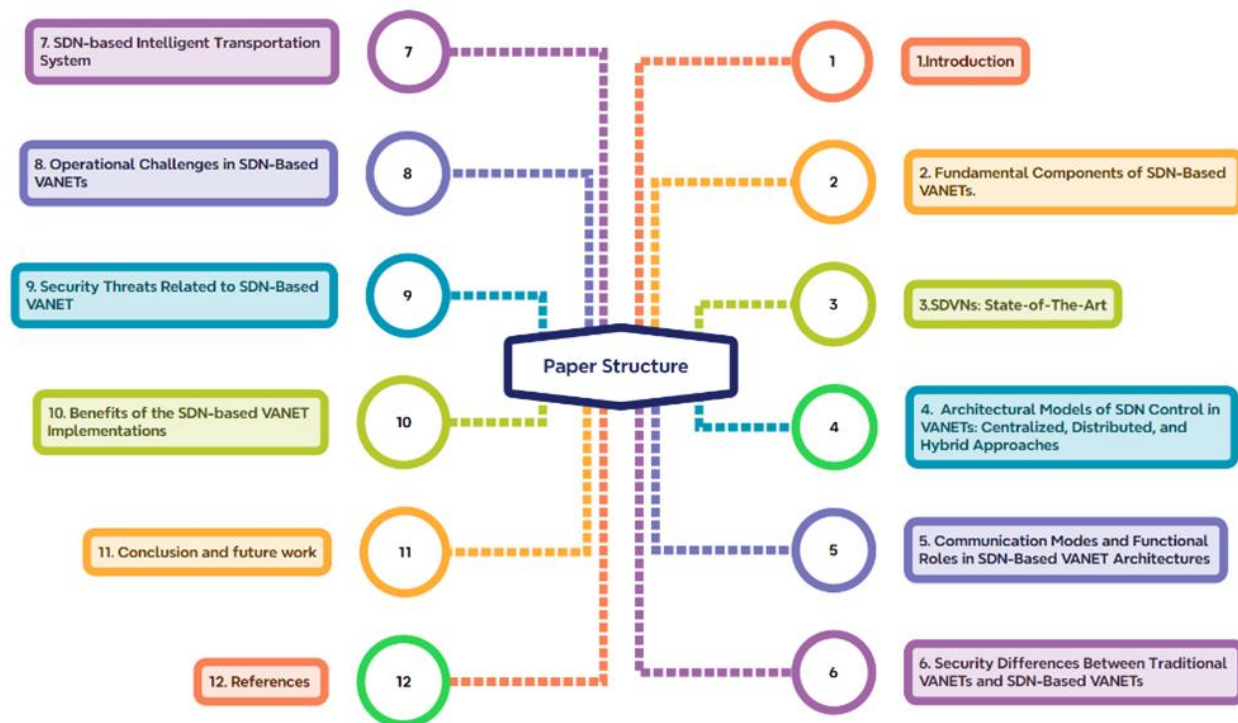 Paper Structure
1
1.Introduction
2
2. Fundamental Components of SDN-Based
VANETs.
3
3.SDVNs: State-of-The-Art
4
4. Architectural Models of SDN Control in
VANETs: Centralized, Distributed, and
Hybrid Approaches
5
5. Communication Modes and Functional
Roles in SDN-Based VANET Architectures
6
6. Security Differences Between Traditional
VANETs and SDN-Based VANETs
7. SDN-based Intelligent Transportation
System
7
8. Operational Challenges in SDN-Based
VANETs
8
9. Security Threats Related to SDN-Based
VANET
9
10. Benefits of the SDN-based VANET
Implementations
10
11. Conclusion and future work
11
12. References
12